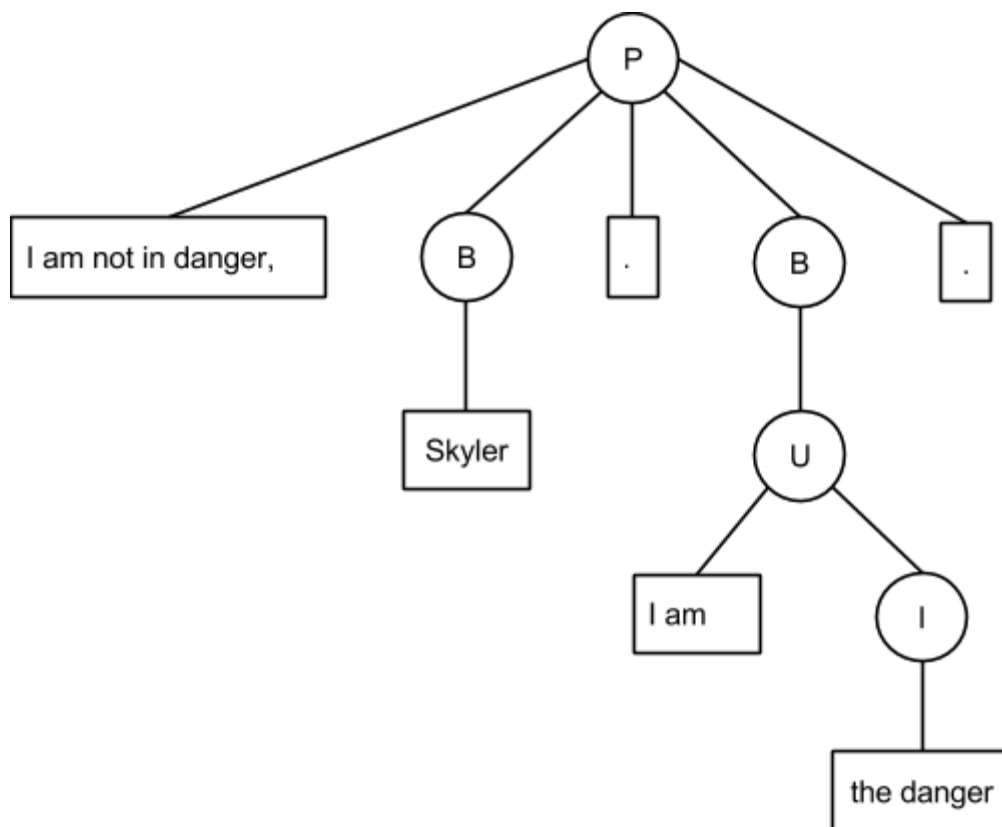 P
I am not in danger,
B
.
B
.
Skyler
U
I am
I
the danger